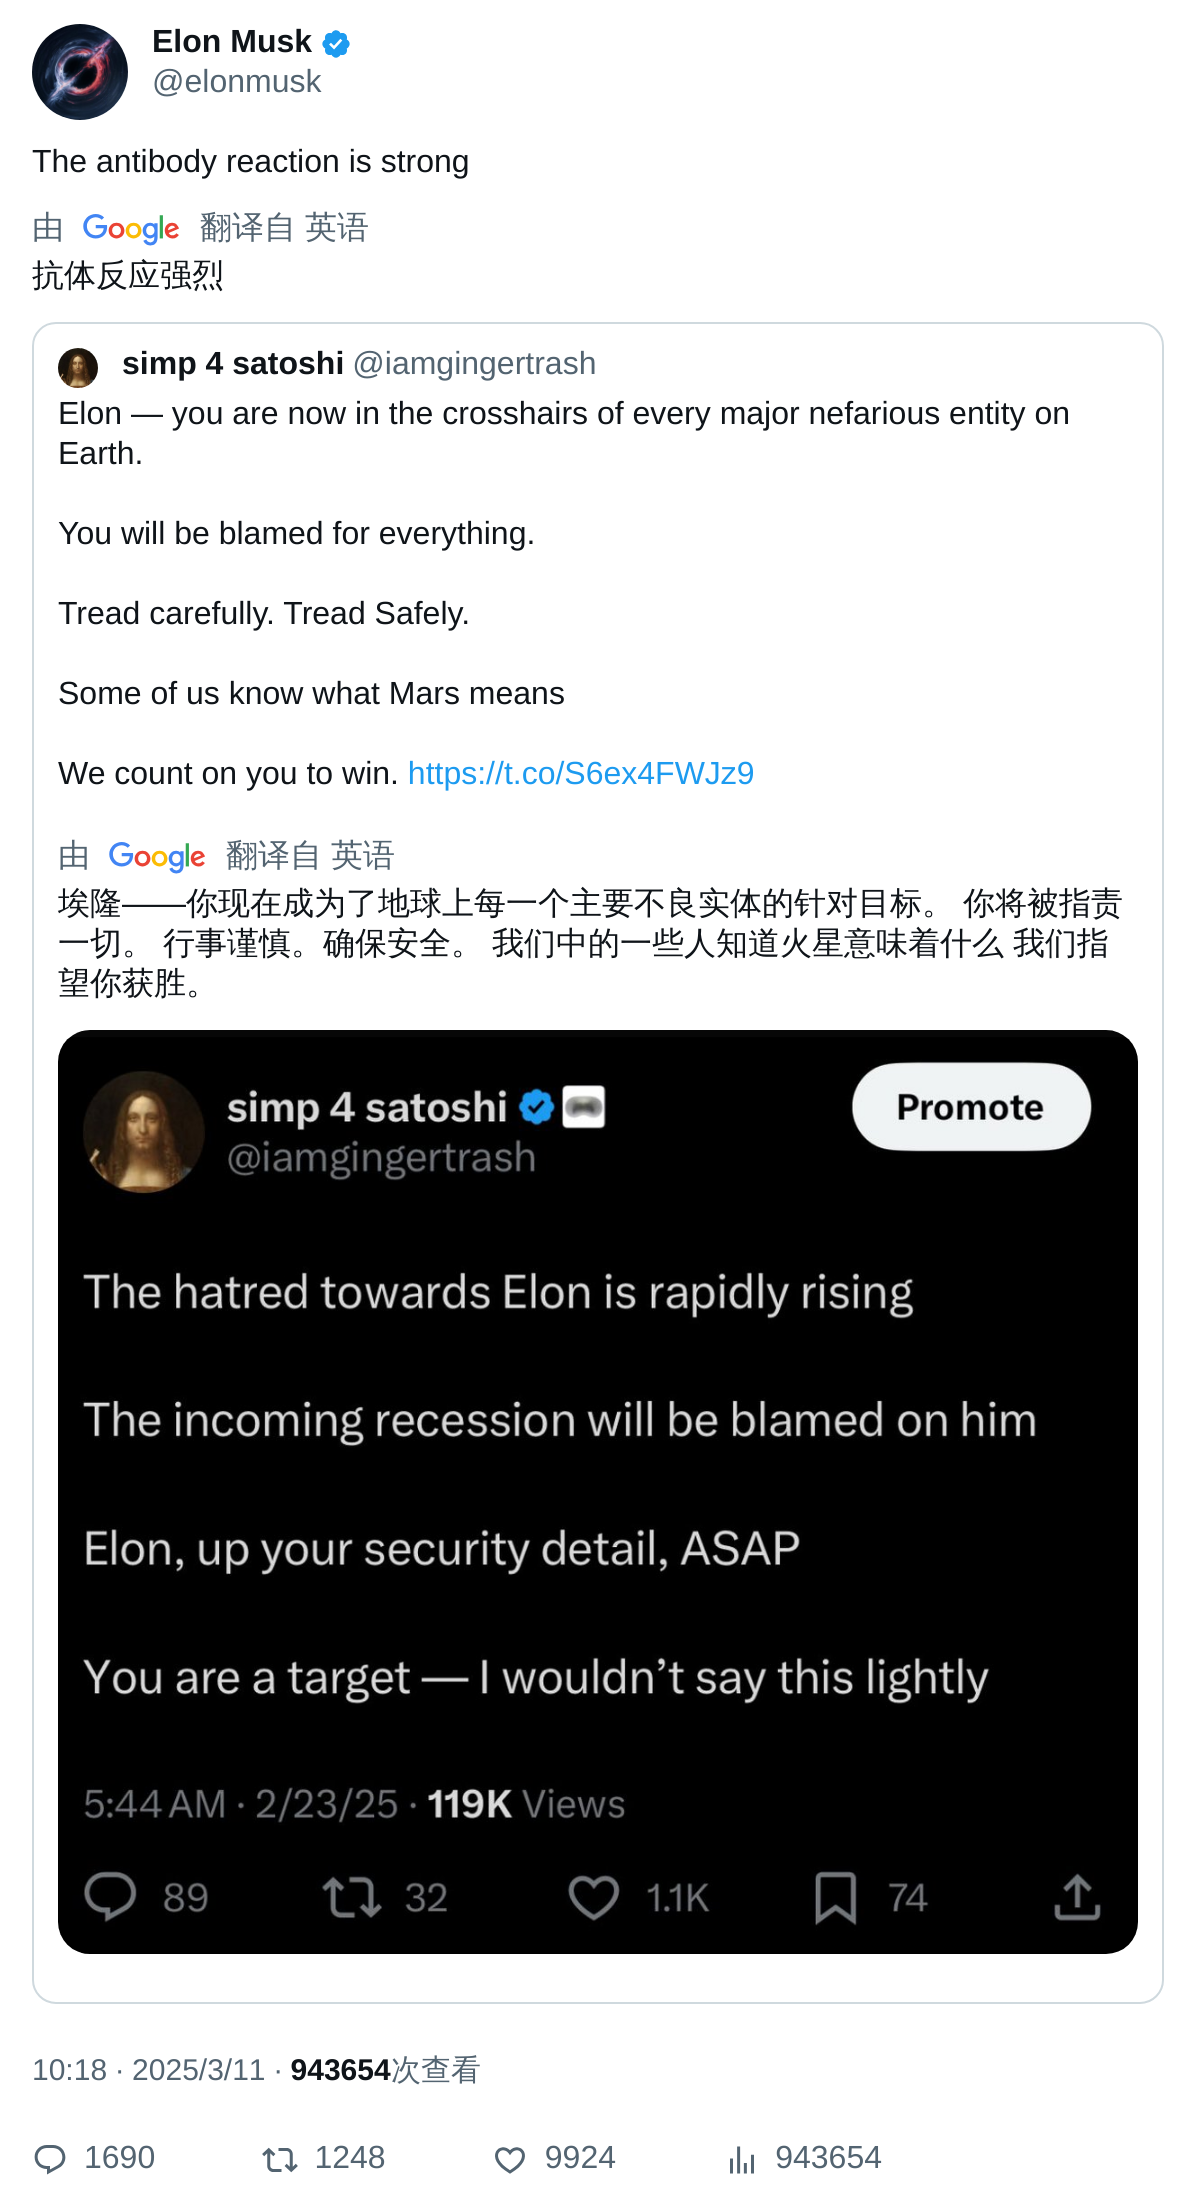 Elon Musk
@elonmusk
The antibody reaction is strong
由 Google 翻译自 英语
抗体反应强烈
simp 4 satoshi @iamgingertrash
Elon — you are now in the crosshairs of every major nefarious entity on
Earth.
You will be blamed for everything.
Tread carefully. Tread Safely.
Some of us know what Mars means
We count on you to win. https://t.co/S6ex4FWJz9
由 Google 翻译自 英语
埃隆——你现在成为了地球上每一个主要不良实体的针对目标。 你将被指责
一切。 行事谨慎。确保安全。 我们中的一些人知道火星意味着什么 我们指
望你获胜。
simp 4 satoshi
Promote
@iamgingertrash
The hatred towards Elon is rapidly rising
The incoming recession will be blamed on him
Elon, up your security detail, ASAP
You are a target — I wouldn’t say this lightly
5:44 AM · 2/23/25 · 119K Views
89 32 1.1K 74
10:18 · 2025/3/11 · 943654次查看
1690 1248 9924 943654